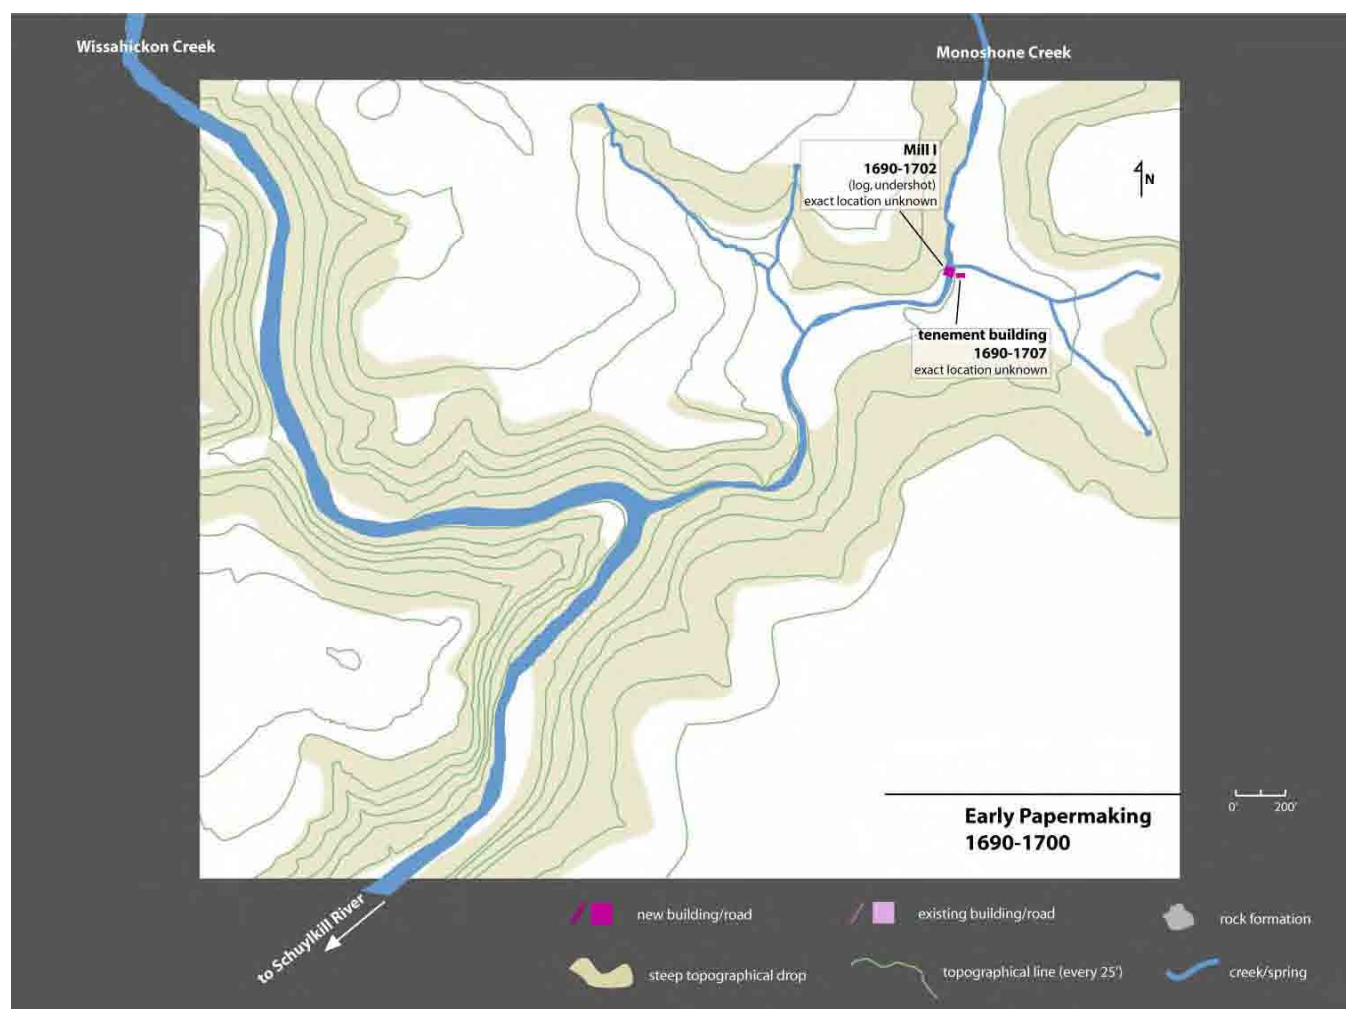 Wissahickon Creek
Monoshone Creek
Mill I
1690-1702
(log, undershot)
exact location unknown
N
tenement building
1690-1707
exact location unknown
Early Papermaking
1690-1700
0'
200'
to Schuylkill River
new building/road
existing building/road
rock formation
steep topographical drop
topographical line (every 25')
creek/spring